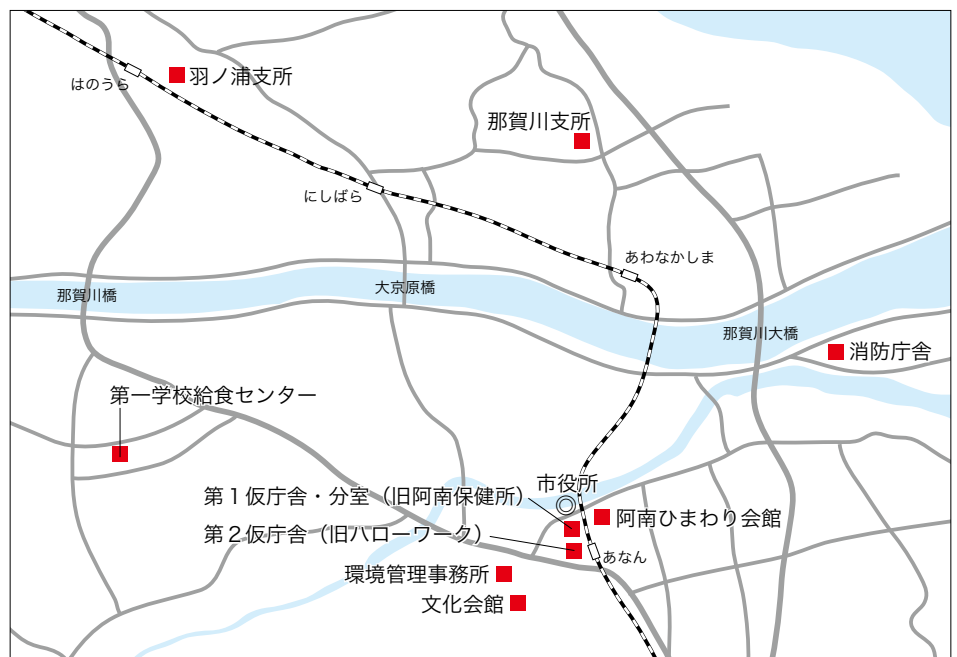 羽ノ浦支所
はのうら
那賀川支所
にしばら
あわなかしま
那賀川橋
大京原橋
那賀川大橋
消防庁舎
第一学校給食センター
市役所
第１仮庁舎・分室（旧阿南保健所）
阿南ひまわり会館
第２仮庁舎（旧ハローワーク）
あなん
環境管理事務所
文化会館